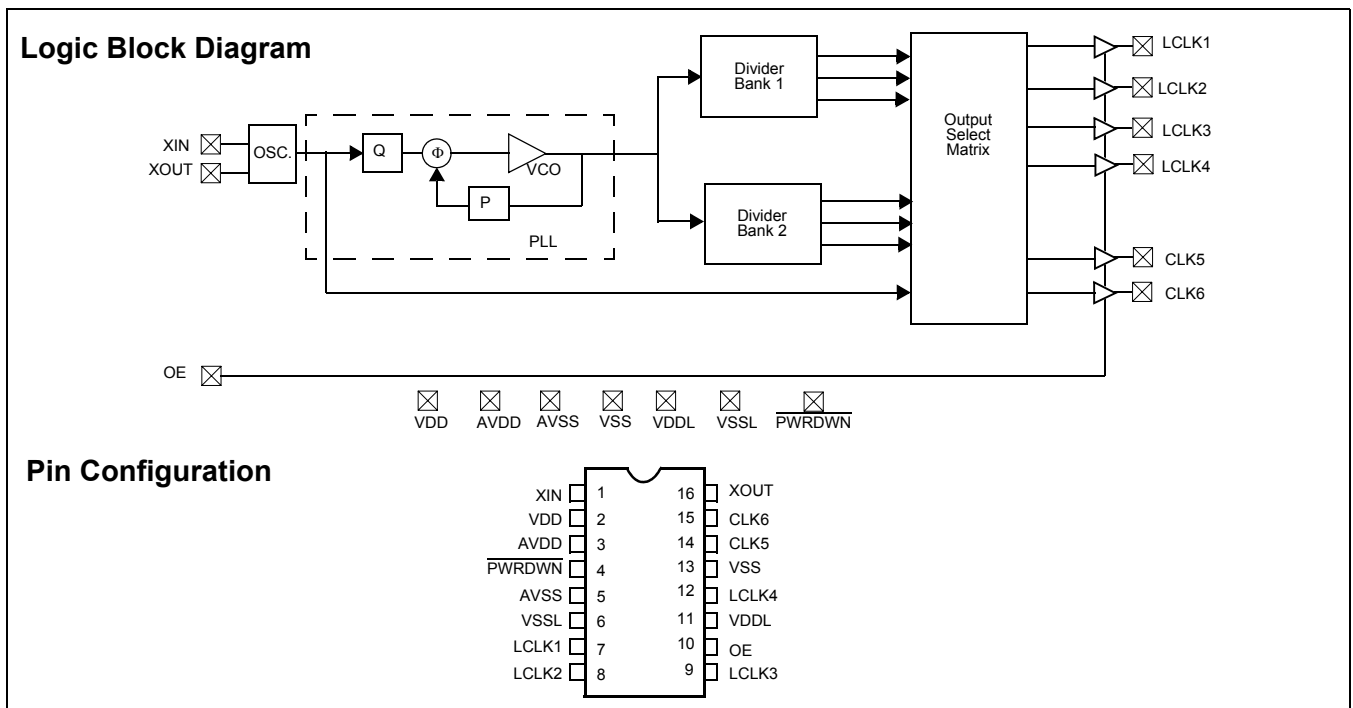 Logic Block Diagram
XIN
XOUT
OSC.
Q
Φ
VCO
P
PLL
Divider
Bank 1
Divider
Bank 2
Output
Select
Matrix
LCLK1
LCLK2
LCLK3
LCLK4
CLK5
CLK6
OE
VDD AVDD AVSS VSS VDDL VSSL PWRDWN
Pin Configuration
XIN 1 16 XOUT
VDD 2 15 CLK6
AVDD 3 14 CLK5
PWRDWN 4 13 VSS
AVSS 5 12 LCLK4
VSSL 6 11 VDDL
LCLK1 7 10 OE
LCLK2 8 9 LCLK3